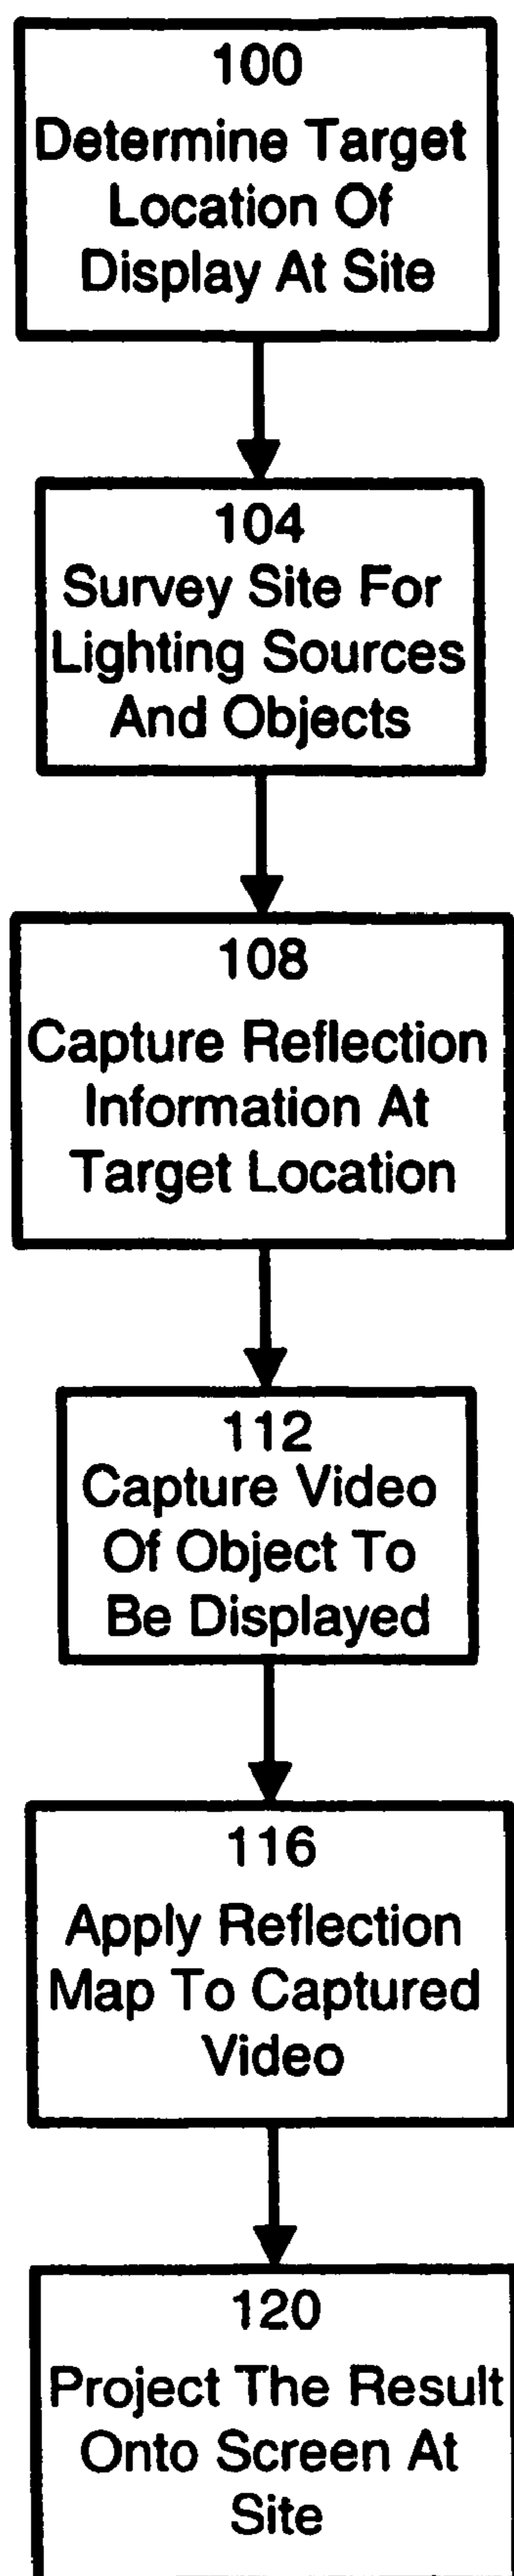 100
Determine Target
Location Of
Display At Site
104
Survey Site For
Lighting Sources
And Objects
108
Capture Reflection
Information At
Target Location
112
Capture Video
Of Object To
Be Displayed
116
Apply Reflection
Map To Captured
Video
120
Project The Result
Onto Screen At
Site